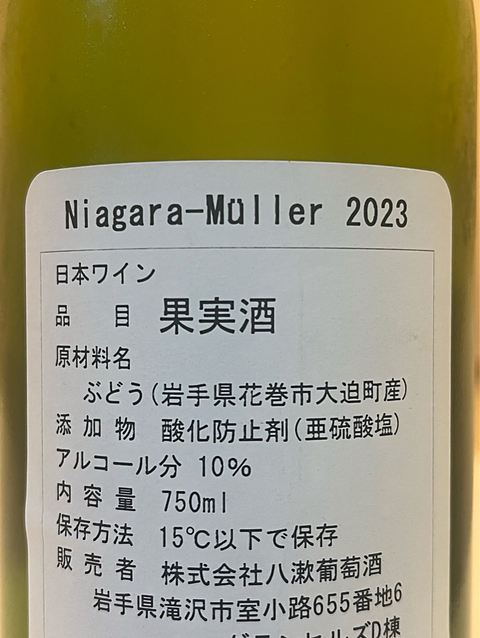 Niagara-Müller 2023
日本ワイン
品 目 果実酒
原材料名
ぶどう(岩手県花巻市大迫町産)
添加物 酸化防止剤(亜硫酸塩)
アルコール分 10%
内容量 750ml
保存方法 15℃以下で保存
販売者 株式会社八漱葡萄酒
岩手県滝沢市室小路655番地6